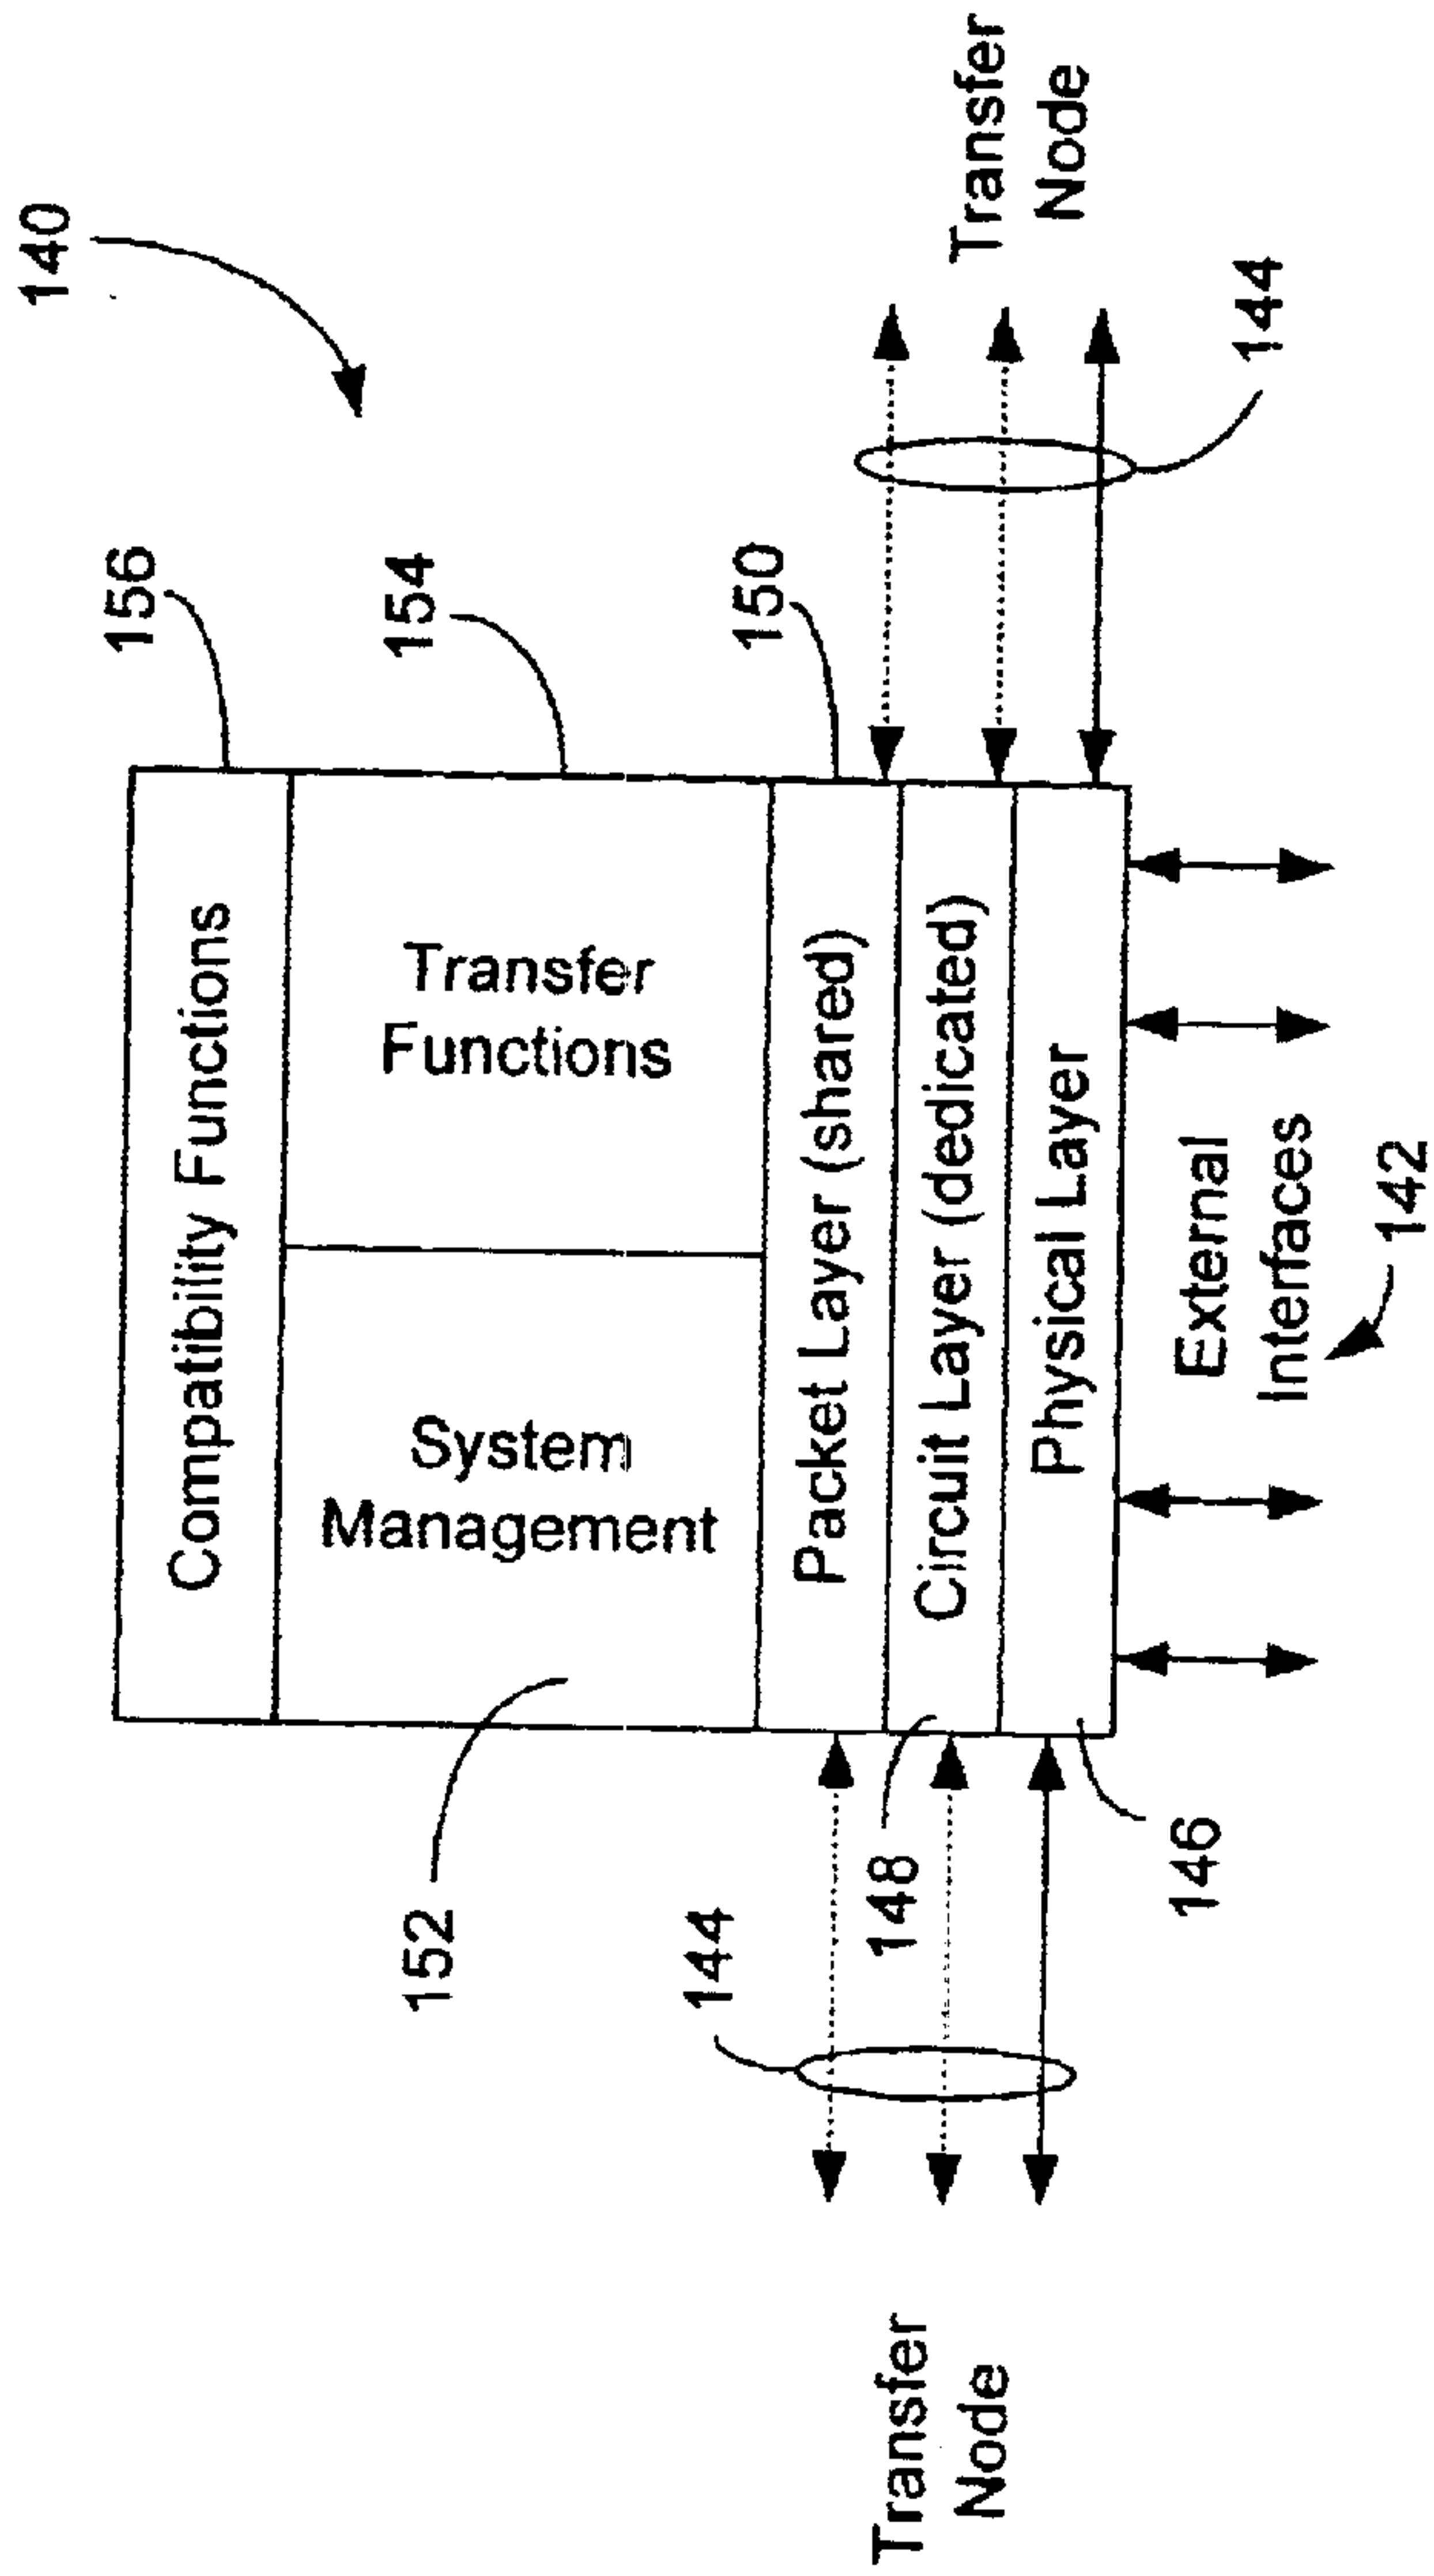 140
156
Compatibility Functions
154
System
Management
Transfer
Functions
152
150
Packet Layer (shared)
148
Circuit Layer (dedicated)
146
Physical Layer
144
144
Transfer
Node
Transfer
Node
External
Interfaces
142